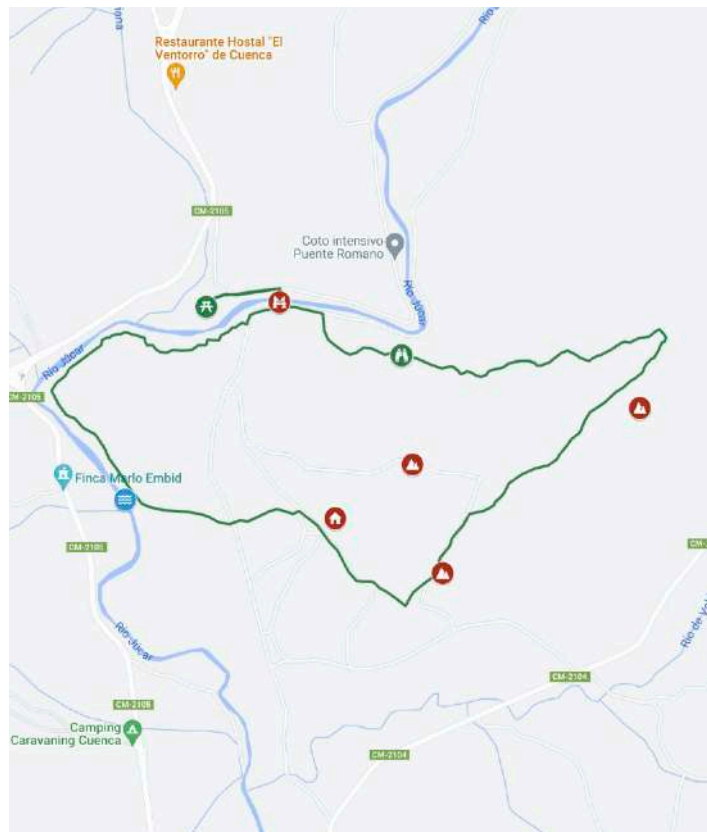 Restaurante Hostal "El
Ventorro" de Cuenca
CM-2105
Coto intensivo
Puente Romano
Río Júcar
Río Júcar
CM-2105
Finca Marlo Embid
CM-2105
Río Júcar
CM-2104
CM-2105
Camping
Caravaning Cuenca
CM-2104